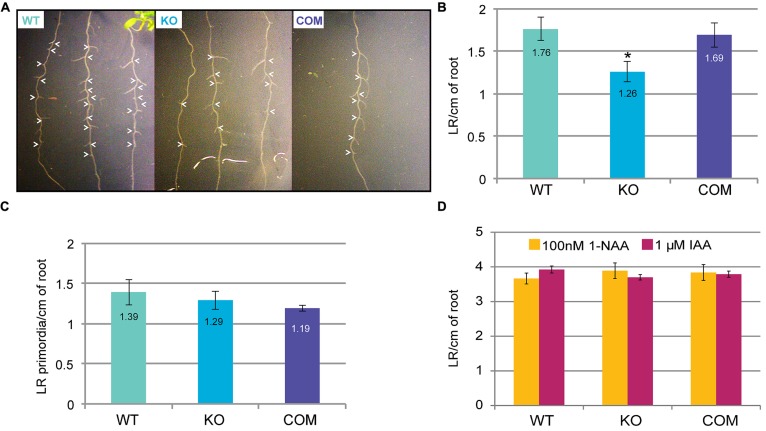 A
WT
KO
COM
B
LR/cm of root
2
1.5
1
0.5
0
1.76
*
1.26
1.69
WT
KO
COM
C
LR primordia/cm of root
2
1.5
1
0.5
0
1.39
1.29
1.19
WT
KO
COM
D
LR/cm of root
5
4
3
2
1
0
100nM 1-NAA
1 µM IAA
WT
KO
COM